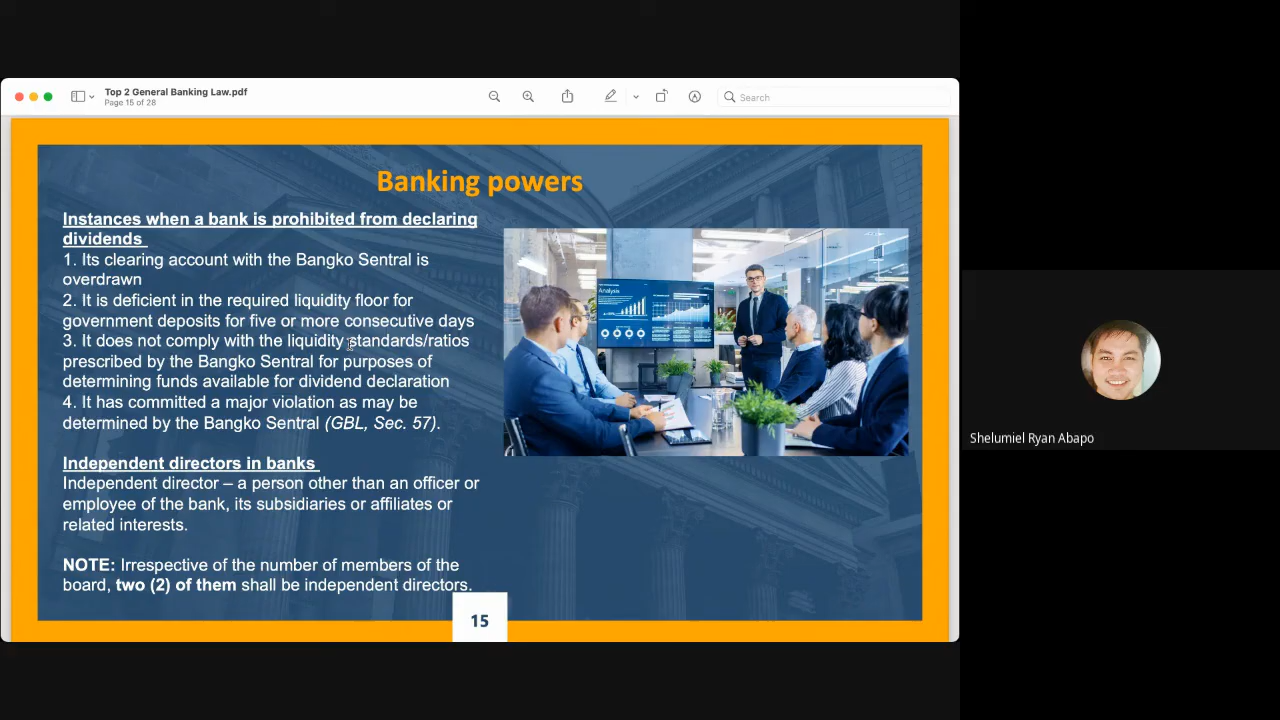 Top 2 General Banking Law.pdf
Page 15 of 28
Search
Banking powers
Instances when a bank is prohibited from declaring
dividends
1. Its clearing account with the Bangko Sentral is
overdrawn
2. It is deficient in the required liquidity floor for
government deposits for five or more consecutive days
3. It does not comply with the liquidity standards/ratios
prescribed by the Bangko Sentral for purposes of
determining funds available for dividend declaration
4. It has committed a major violation as may be
determined by the Bangko Sentral (GBL, Sec. 57).
Independent directors in banks
Independent director – a person other than an officer or
employee of the bank, its subsidiaries or affiliates or
related interests.
NOTE: Irrespective of the number of members of the
board, two (2) of them shall be independent directors.
Analysis
15
Shelumiel Ryan Abapo